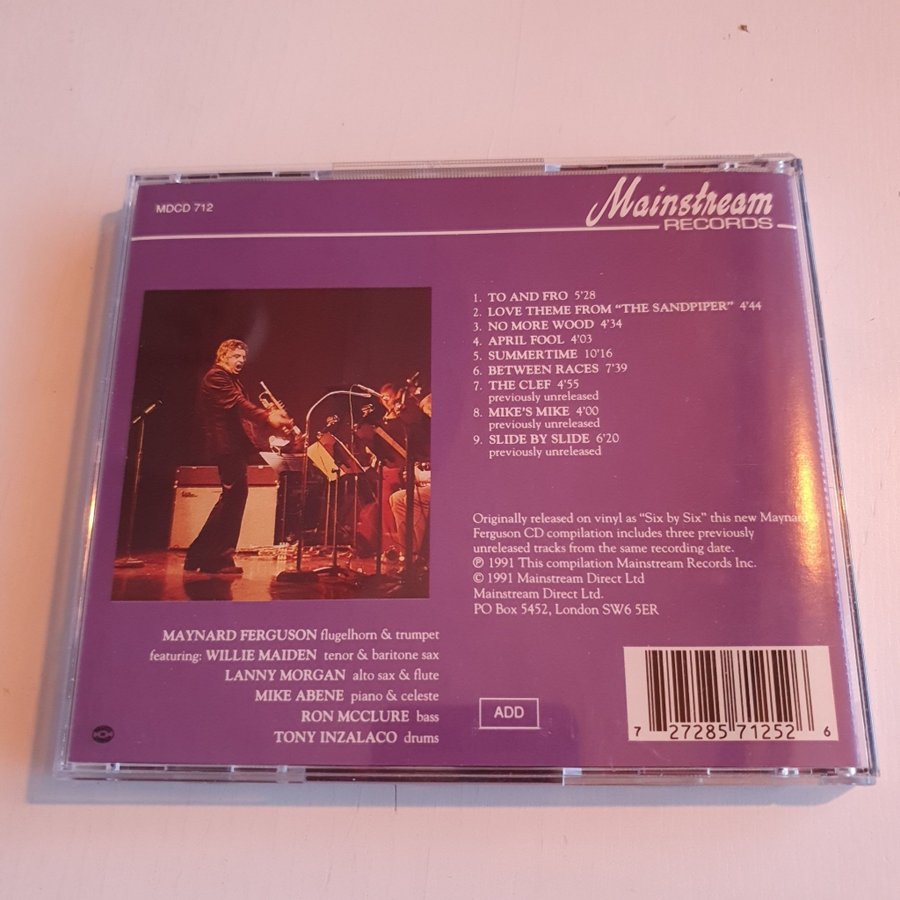 MDCD 712
Mainstream
RECORDS
1. TO AND FRO 5'28
2. LOVE THEME FROM “THE SANDPIPER” 4'44
3. NO MORE WOOD 4'34
4. APRIL FOOL 4'03
5. SUMMERTIME 10'16
6. BETWEEN RACES 7'39
7. THE CLEF 4'55
previously unreleased
8. MIKE'S MIKE 4'00
previously unreleased
9. SLIDE BY SLIDE 6'20
previously unreleased
Originally released on vinyl as “Six by Six” this new Maynard
Ferguson CD compilation includes three previously
unreleased tracks from the same recording date.
℗ 1991 This compilation Mainstream Records Inc.
© 1991 Mainstream Direct Ltd
Mainstream Direct Ltd.
PO Box 5452, London SW6 5ER
MAYNARD FERGUSON flugelhorn & trumpet
featuring: WILLIE MAIDEN tenor & baritone sax
LANNY MORGAN alto sax & flute
MIKE ABENE piano & celeste
RON MCCLURE bass
TONY INZALACO drums
ADD
7 27285 71252 6